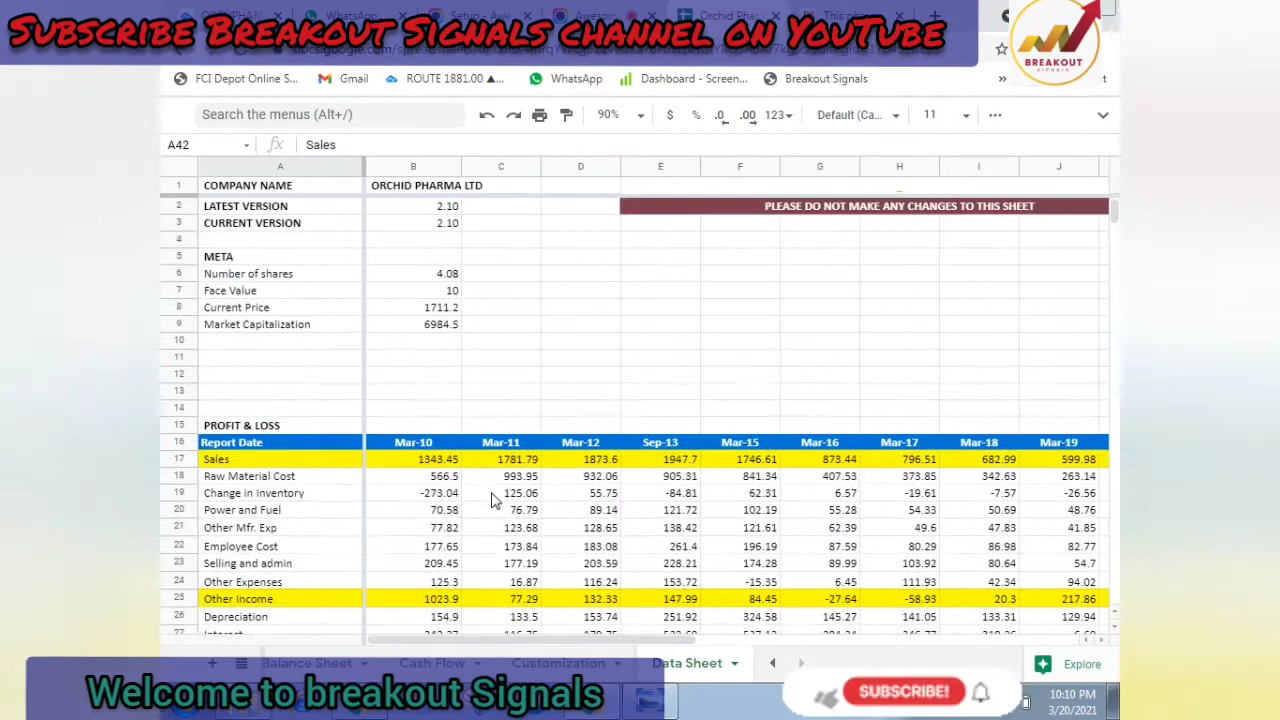 Subscribe Breakout Signals channel on YouTube
BREAKOUT
SIGNALS
WhatsApp
Orchid Pha
FCI Depot Online S...
Gmail
ROUTE 1881.00 ▲...
WhatsApp
Dashboard - Screen...
Breakout Signals
»
Search the menus (Alt+/)
90%
$
%
.0
.00
123
Default (Ca...
11
A42
fx
Sales
A B C D E F G H I J
1 COMPANY NAME ORCHID PHARMA LTD
2 LATEST VERSION 2.10 PLEASE DO NOT MAKE ANY CHANGES TO THIS SHEET
3 CURRENT VERSION 2.10
4
5 META
6 Number of shares 4.08
7 Face Value 10
8 Current Price 1711.2
9 Market Capitalization 6984.5
10
11
12
13
14
15 PROFIT & LOSS
16 Report Date Mar-10 Mar-11 Mar-12 Sep-13 Mar-15 Mar-16 Mar-17 Mar-18 Mar-19
17 Sales 1343.45 1781.79 1873.6 1947.7 1746.61 873.44 796.51 682.99 599.98
18 Raw Material Cost 566.5 993.95 932.06 905.31 841.34 407.53 373.85 342.63 263.14
19 Change in Inventory -273.04 125.06 55.75 -84.81 62.31 6.57 -19.61 -7.57 -26.56
20 Power and Fuel 70.58 76.79 89.14 121.72 102.19 55.28 54.33 50.69 48.76
21 Other Mfr. Exp 77.82 123.68 128.65 138.42 121.61 62.39 49.6 47.83 41.85
22 Employee Cost 177.65 173.84 183.08 261.4 196.19 87.59 80.29 86.98 82.77
23 Selling and admin 209.45 177.19 203.59 228.21 174.28 89.99 103.92 80.64 54.7
24 Other Expenses 125.3 16.87 116.24 153.72 -15.35 6.45 111.93 42.34 94.02
25 Other Income 1023.9 77.29 132.33 147.99 84.45 -27.64 -58.93 20.3 217.86
26 Depreciation 154.9 133.5 153.74 251.92 324.58 145.27 141.05 133.31 129.94
27 Interest
Balance Sheet
Cash Flow
Customization
Data Sheet
Explore
Welcome to breakout Signals
SUBSCRIBE!
10:10 PM
3/20/2021